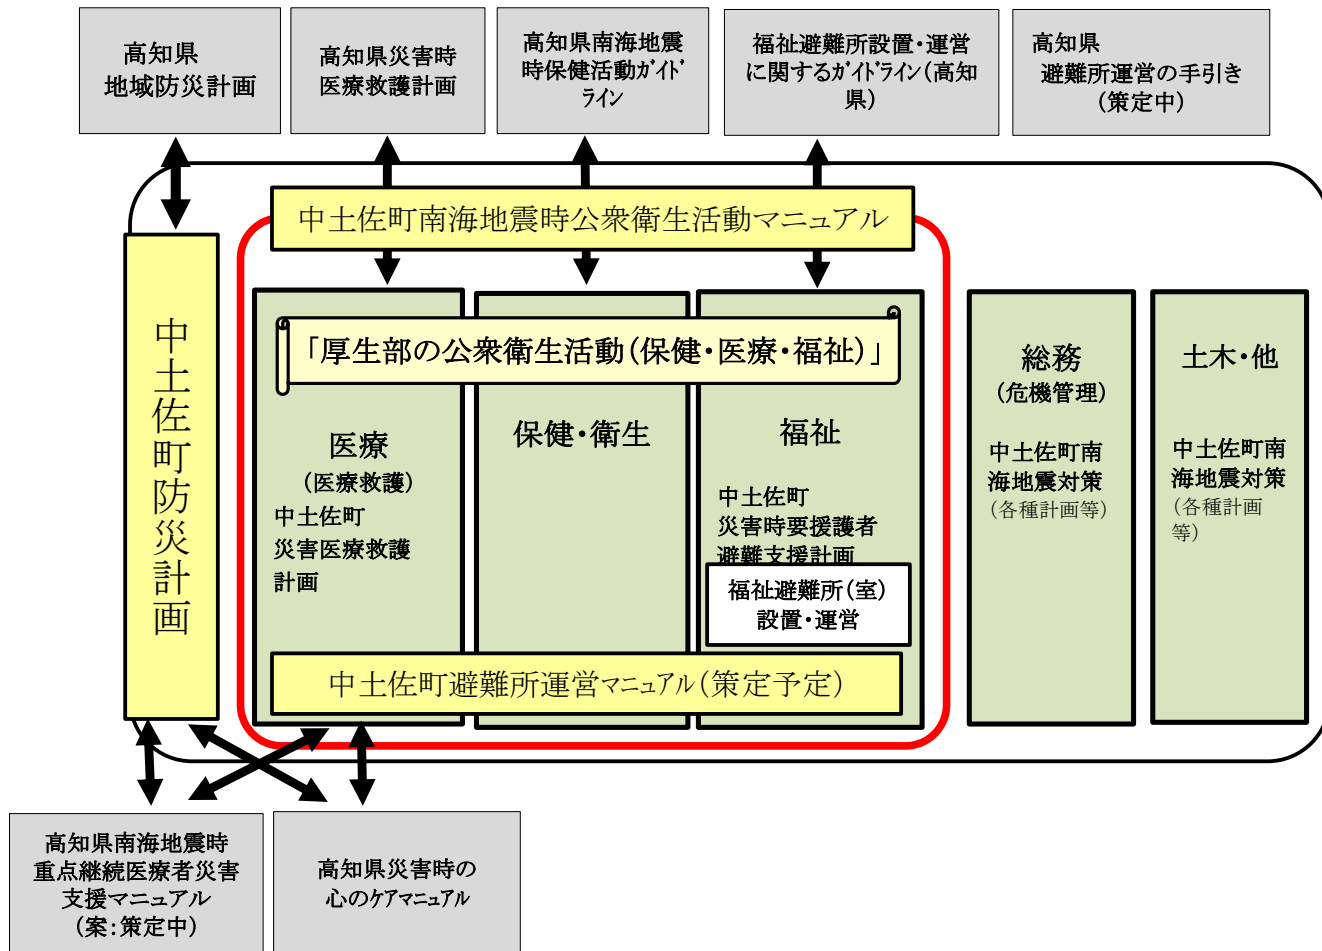 高知県
地域防災計画
高知県災害時
医療救護計画
高知県南海地震
時保健活動ｶﾞｲﾄﾞ
ﾗｲﾝ
福祉避難所設置・運営
に関するｶﾞｲﾄﾞﾗｲﾝ(高知
県)
高知県
避難所運営の手引き
(策定中)
中土佐町南海地震時公衆衛生活動マニュアル
中土佐町防災計画
「厚生部の公衆衛生活動(保健・医療・福祉)」
医療
(医療救護)
中土佐町
災害医療救護
計画
保健・衛生
福祉
中土佐町
災害時要援護者
避難支援計画
福祉避難所(室)
設置・運営
総務
(危機管理)
中土佐町南
海地震対策
(各種計画等)
土木・他
中土佐町南
海地震対策
(各種計画
等)
中土佐町避難所運営ﾏﾆｭｱﾙ(策定予定)
高知県南海地震時
重点継続医療者災害
支援マニュアル
(案:策定中)
高知県災害時の
心のｹｱﾏﾆｭｱﾙ